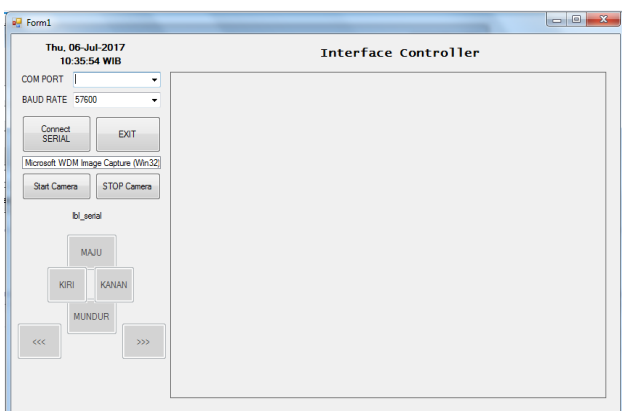 Form1
Thu, 06-Jul-2017
10:35:54 WIB
Interface Controller
COM PORT
BAUD RATE 57600
Connect
SERIAL
EXIT
Microsoft WDM Image Capture (Win32)
Start Camera
STOP Camera
lbl_serial
MAJU
KIRI
KANAN
MUNDUR
<<<
>>>